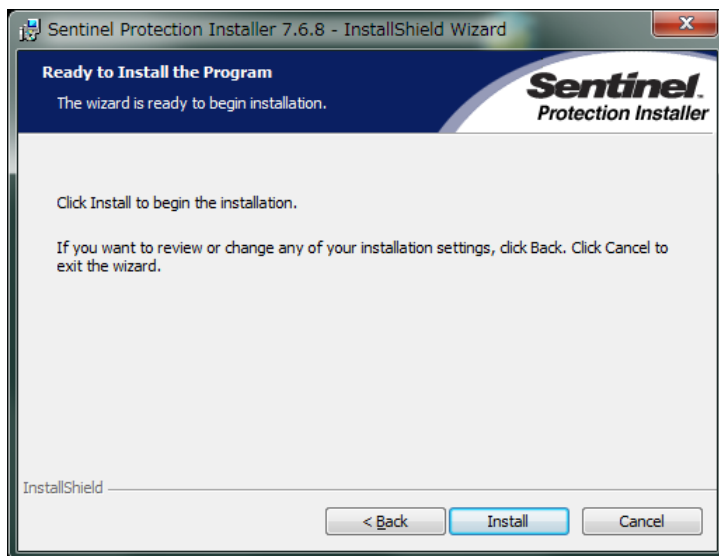 Sentinel Protection Installer 7.6.8 - InstallShield Wizard
Ready to Install the Program
The wizard is ready to begin installation.
Sentinel
Protection Installer
Click Install to begin the installation.
If you want to review or change any of your installation settings, click Back. Click Cancel to
exit the wizard.
InstallShield
< Back
Install
Cancel